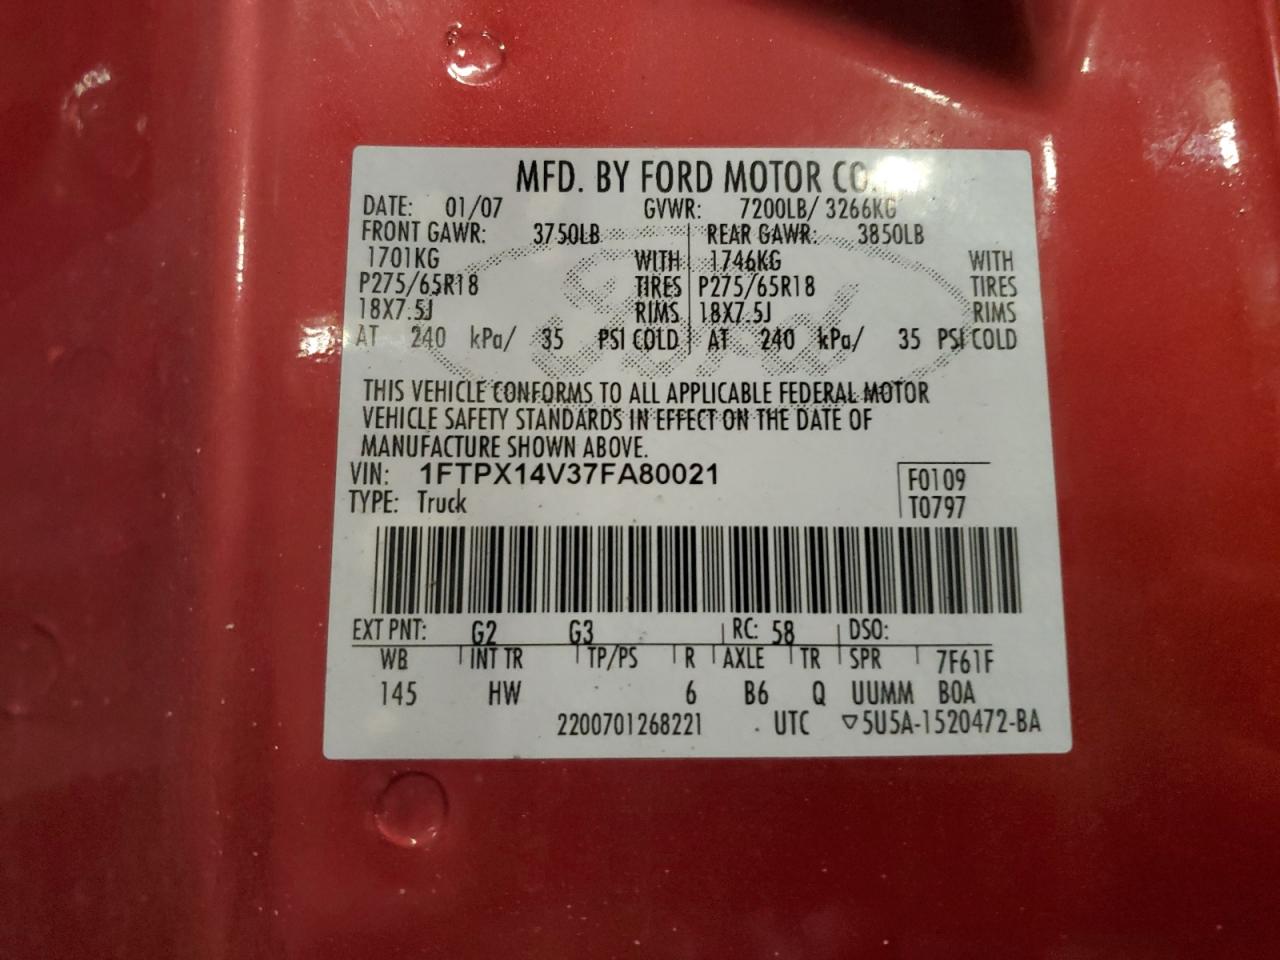 MFD. BY FORD MOTOR CO.
DATE: 01/07 GVWR: 7200LB/ 3266KG
FRONT GAWR: 3750LB REAR GAWR: 3850LB
1701KG WITH 1746KG WITH
P275/65R18 TIRES P275/65R18 TIRES
18X7.5J RIMS 18X7.5J RIMS
AT 240 kPa/ 35 PSI COLD AT 240 kPa/ 35 PSI COLD
THIS VEHICLE CONFORMS TO ALL APPLICABLE FEDERAL MOTOR
VEHICLE SAFETY STANDARDS IN EFFECT ON THE DATE OF
MANUFACTURE SHOWN ABOVE.
VIN: 1FTPX14V37FA80021 F0109
TYPE: Truck T0797
EXT PNT: G2 G3 RC: 58 DSO:
WB INT TR TP/PS R AXLE TR SPR 7F61F
145 HW 6 B6 Q UUMM BOA
2200701268221 . UTC ▽5U5A-1520472-BA